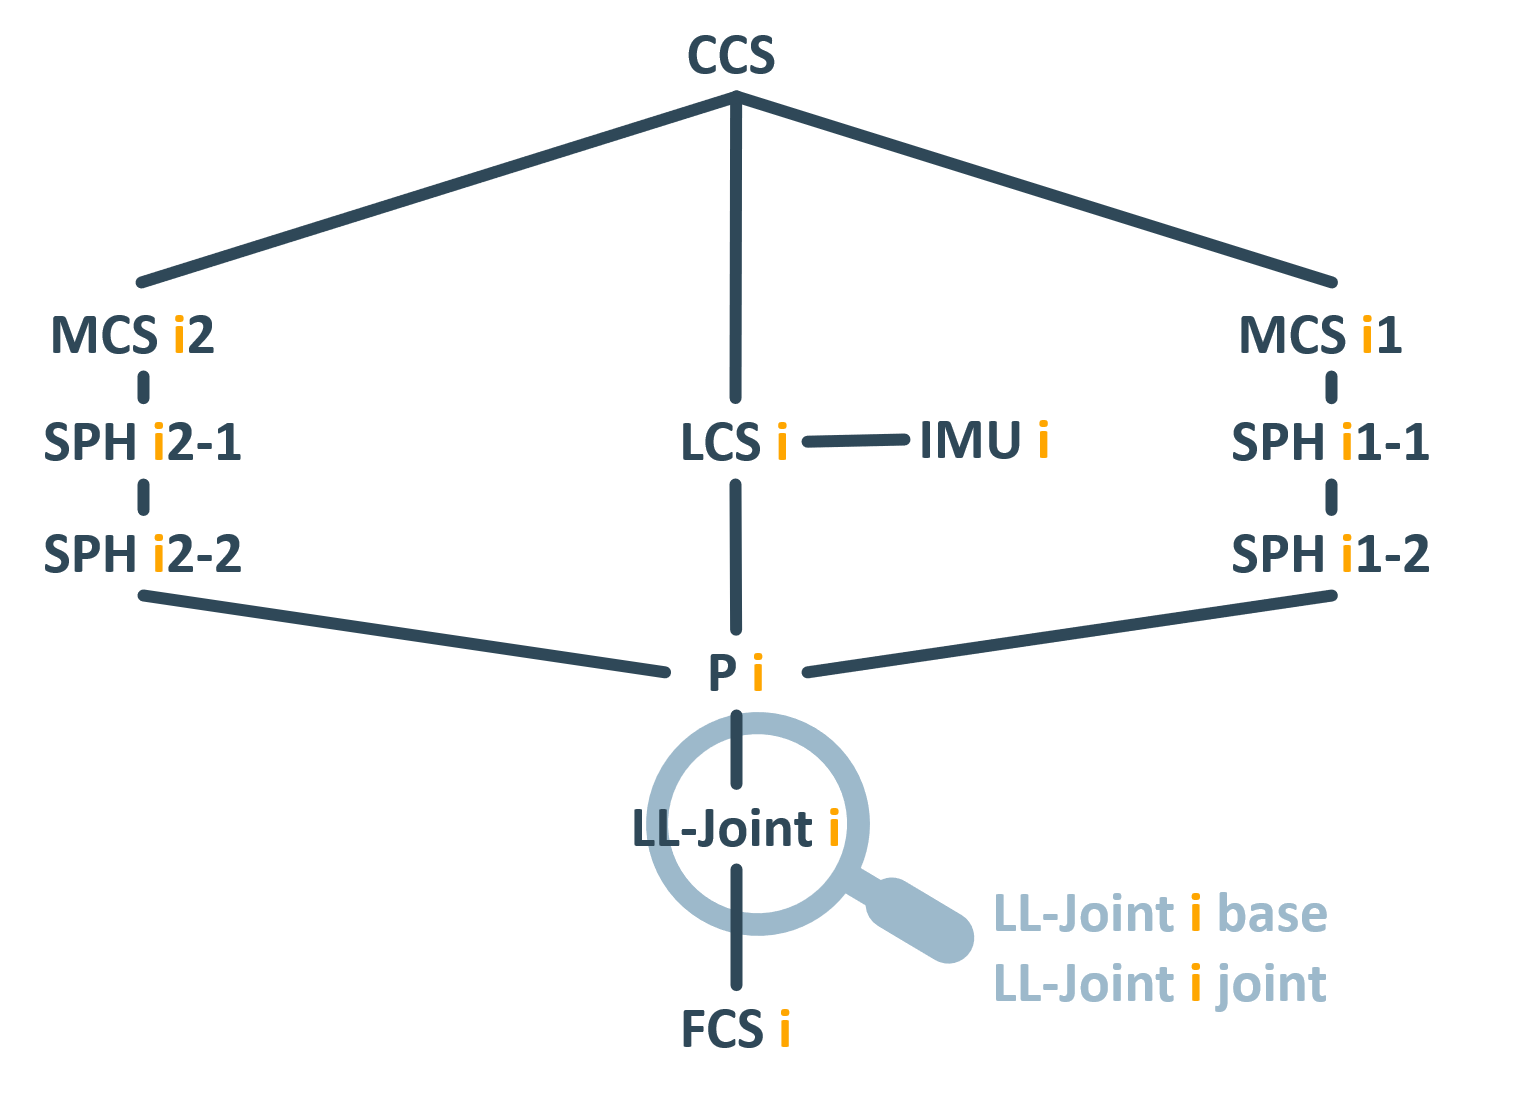 CCS
MCS i2
MCS i1
SPH i2-1
LCS i
IMU i
SPH i1-1
SPH i2-2
SPH i1-2
P i
LL-Joint i
LL-Joint i base
LL-Joint i joint
FCS i